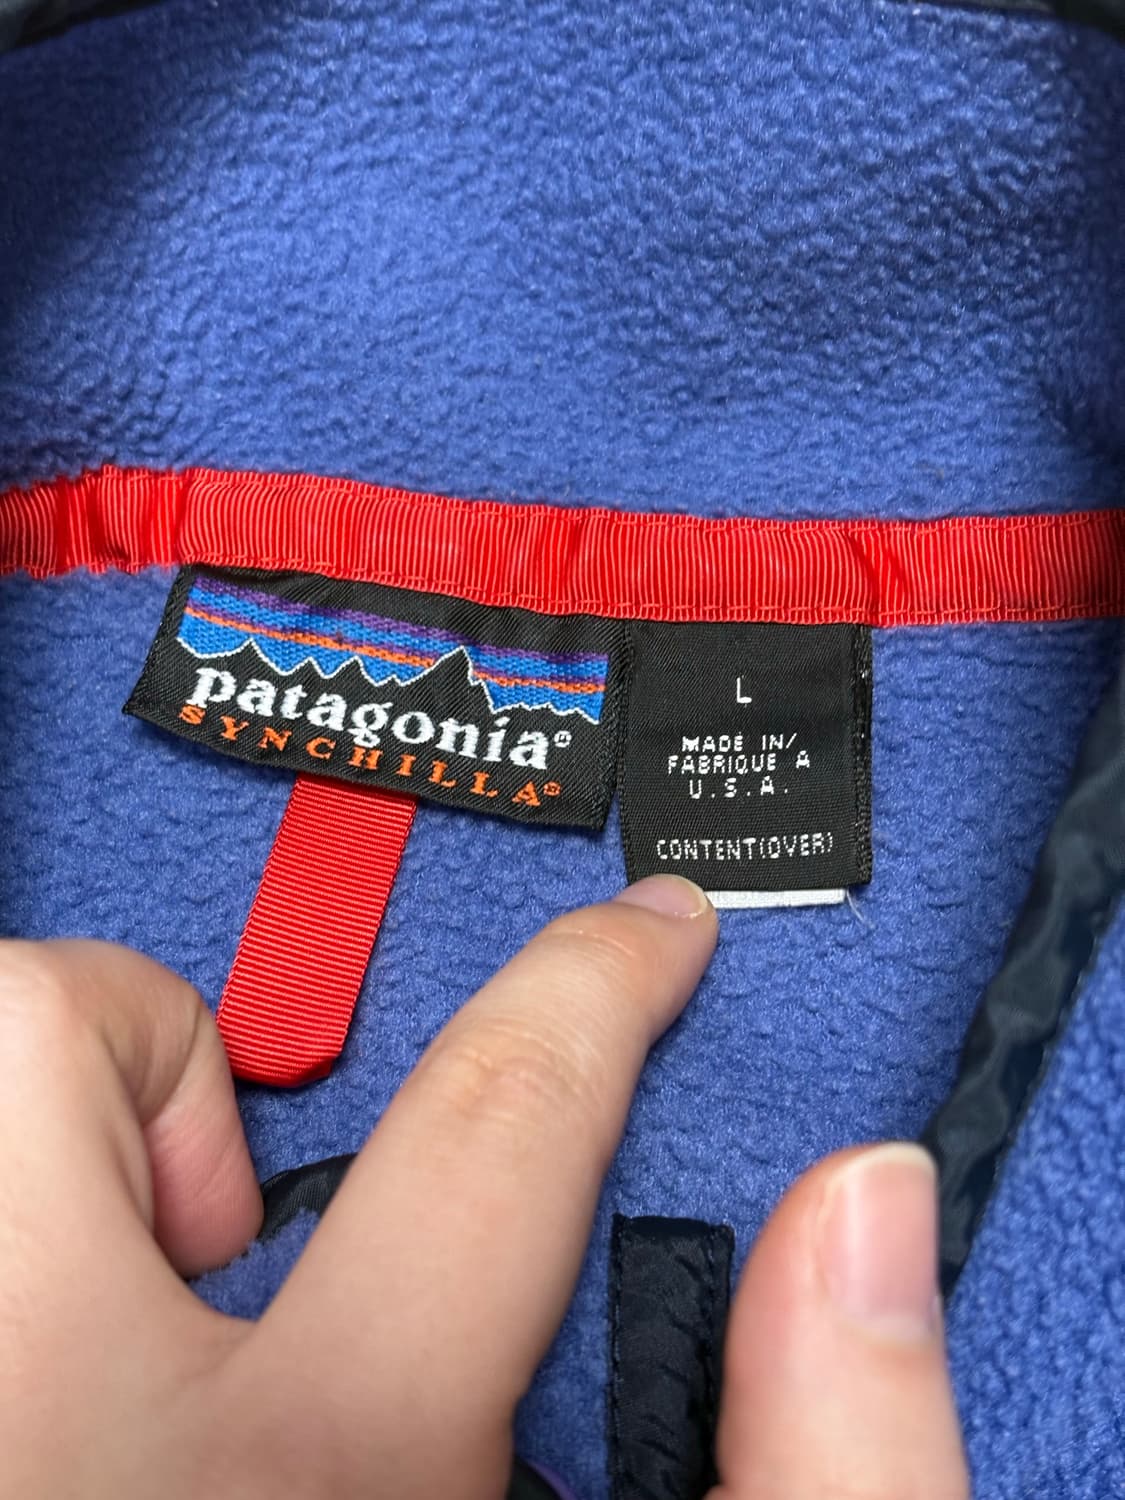 patagonia®
SYNCHILLA®
L
MADE IN/
FABRIQUE A
U.S.A.
CONTENT(OVER)